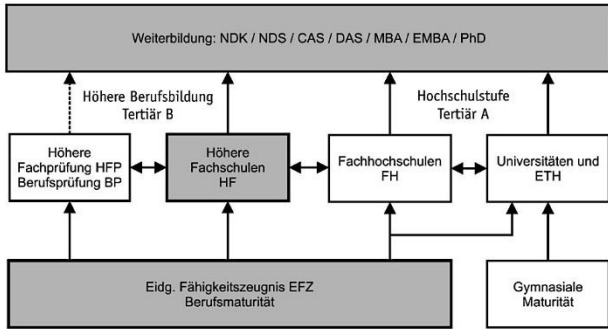 Weiterbildung: NDK / NDS / CAS / DAS / MBA / EMBA / PhD
Höhere Berufsbildung
Tertiär B
Hochschulstufe
Tertiär A
Höhere
Fachprüfung HFP
Berufsprüfung BP
Höhere
Fachschulen
HF
Fachhochschulen
FH
Universitäten und
ETH
Eidg. Fähigkeitszeugnis EFZ
Berufsmaturität
Gymnasiale
Maturität